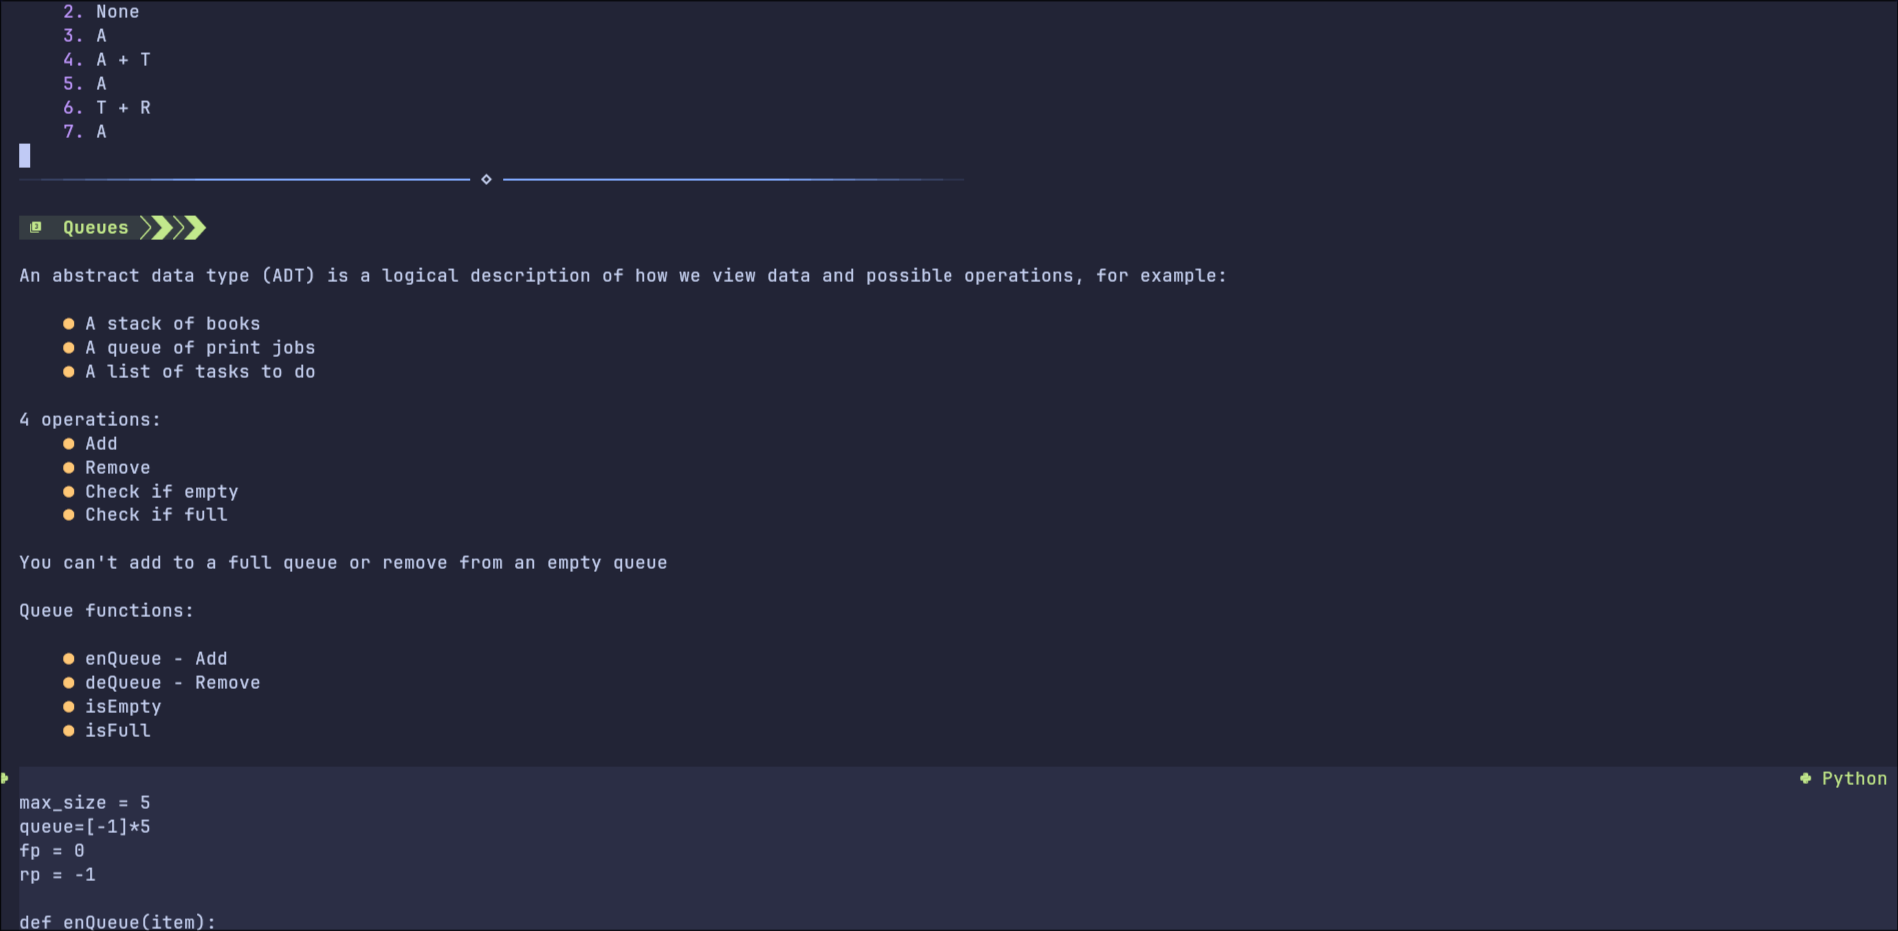 2. None
3. A
4. A + T
5. A
6. T + R
7. A
Queues
An abstract data type (ADT) is a logical description of how we view data and possible operations, for example:
● A stack of books
● A queue of print jobs
● A list of tasks to do
4 operations:
● Add
● Remove
● Check if empty
● Check if full
You can't add to a full queue or remove from an empty queue
Queue functions:
● enQueue - Add
● deQueue - Remove
● isEmpty
● isFull
Python
max_size = 5
queue=[-1]*5
fp = 0
rp = -1
def enQueue(item):